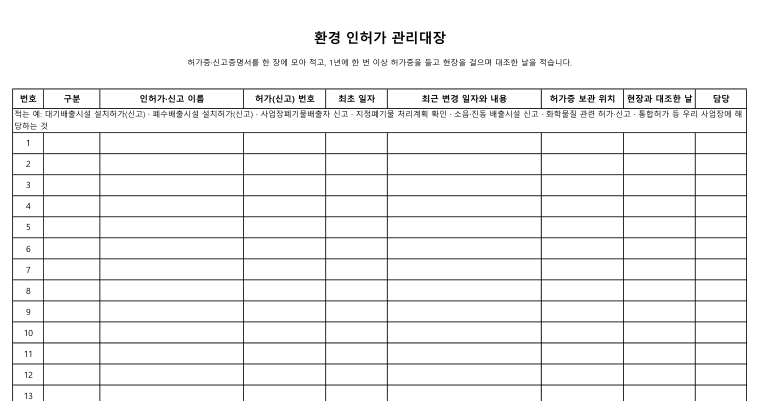 환경 인허가 관리대장
허가증·신고증명서를 한 장에 모아 적고, 1년에 한 번 이상 허가증을 들고 현장을 걸으며 대조한 날을 적습니다.
번호 구분 인허가·신고 이름 허가(신고) 번호 최초 일자 최근 변경 일자와 내용 허가증 보관 위치 현장과 대조한 날 담당
적는 예: 대기배출시설 설치허가(신고) · 폐수배출시설 설치허가(신고) · 사업장폐기물배출자 신고 · 지정폐기물 처리계획 확인 · 소음·진동 배출시설 신고 · 화학물질 관련 허가·신고 · 통합허가 등 우리 사업장에 해
당하는 것
1
2
3
4
5
6
7
8
9
10
11
12
13